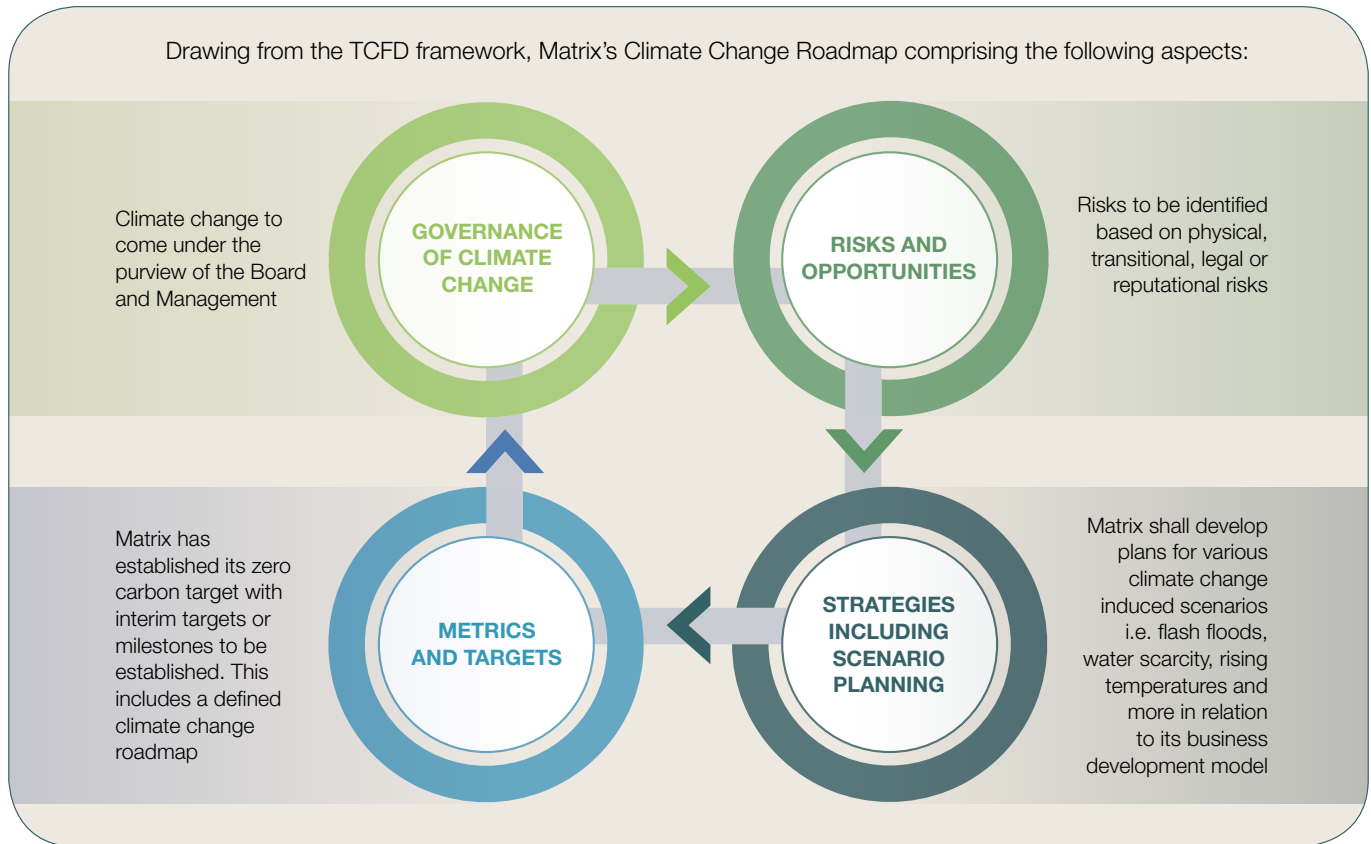 Drawing from the TCFD framework, Matrix's Climate Change Roadmap comprising the following aspects:
Climate change to
come under the
purview of the Board
and Management
GOVERNANCE
OF CLIMATE
CHANGE
RISKS AND
OPPORTUNITIES
Risks to be identified
based on physical,
transitional, legal or
reputational risks
Matrix has
established its zero
carbon target with
interim targets or
milestones to be
established. This
includes a defined
climate change
roadmap
METRICS
AND TARGETS
STRATEGIES
INCLUDING
SCENARIO
PLANNING
Matrix shall develop
plans for various
climate change
induced scenarios
i.e. flash floods,
water scarcity, rising
temperatures and
more in relation
to its business
development model